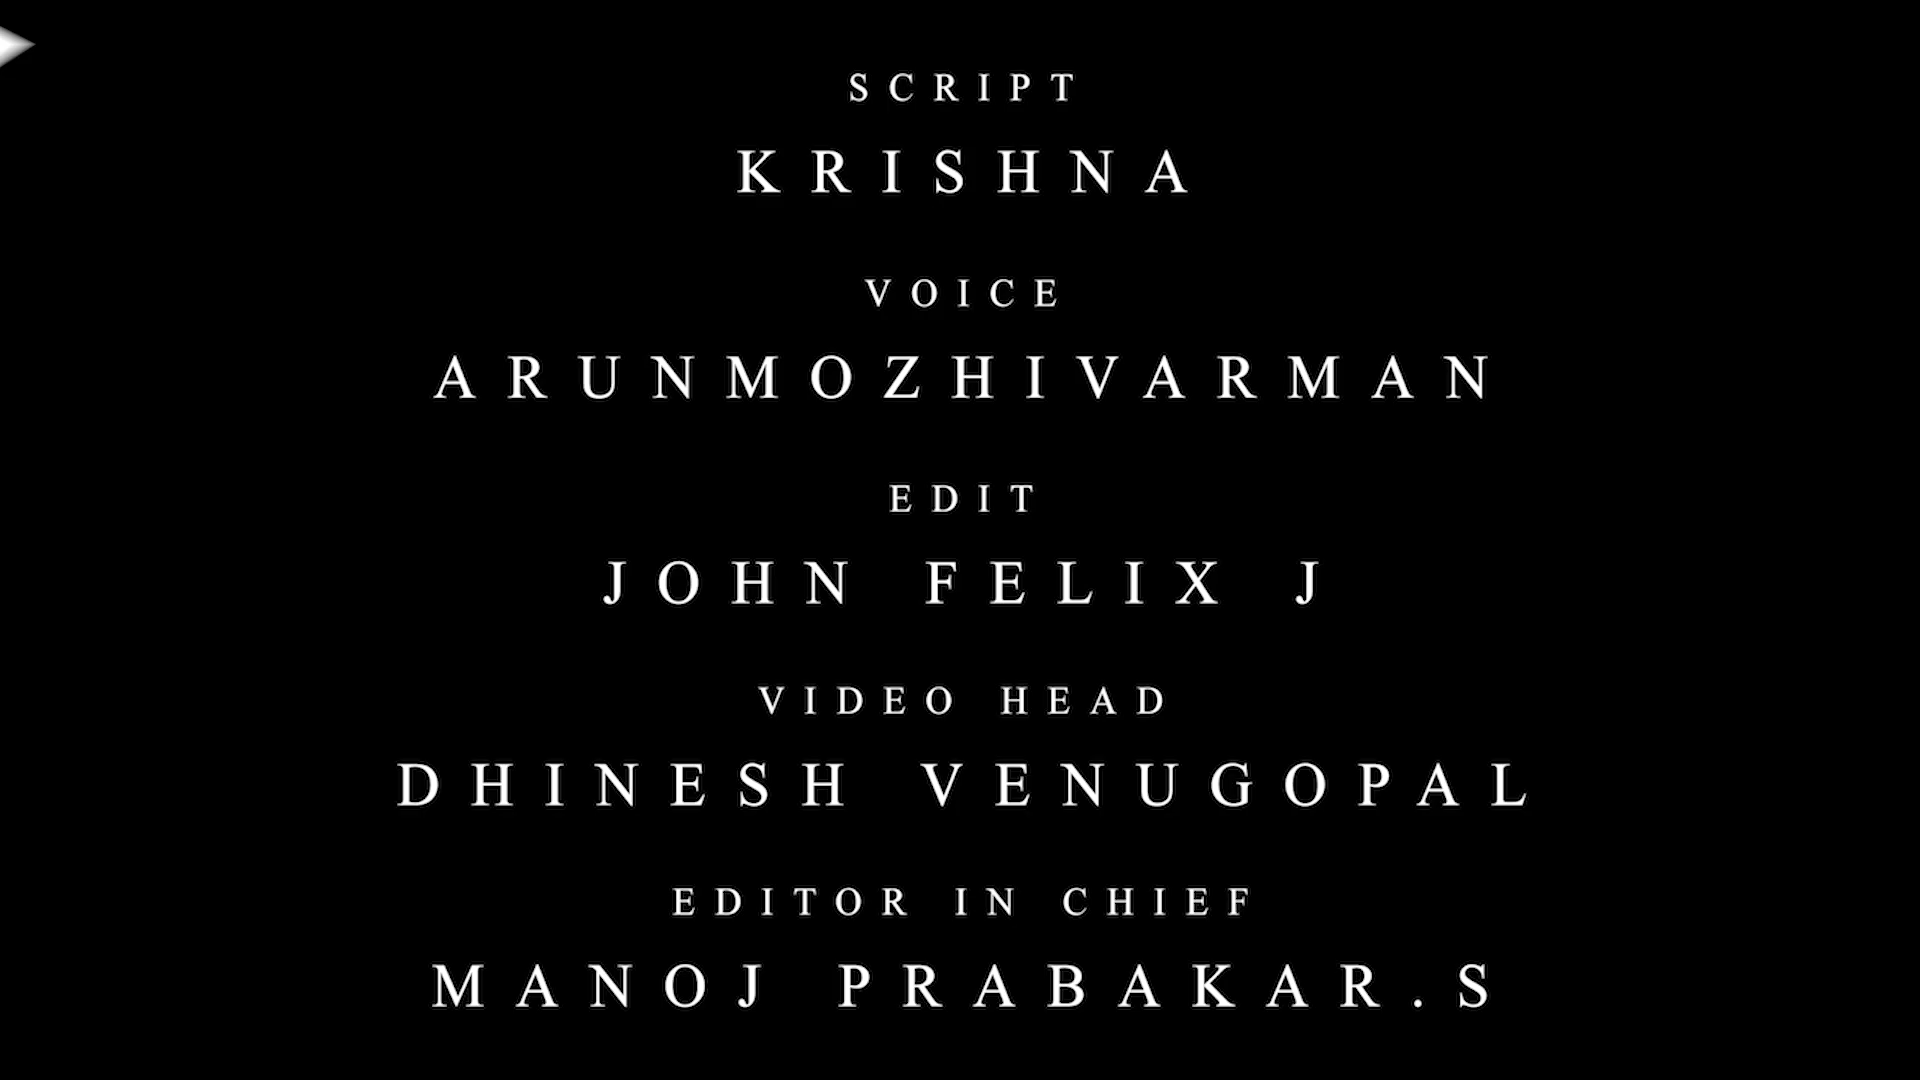 SCRIPT
KRISHNA
VOICE
ARUNMOZHIVARMAN
EDIT
JOHN FELIX J
VIDEO HEAD
DHINESH VENUGOPAL
EDITOR IN CHIEF
MANOJ PRABAKAR.S